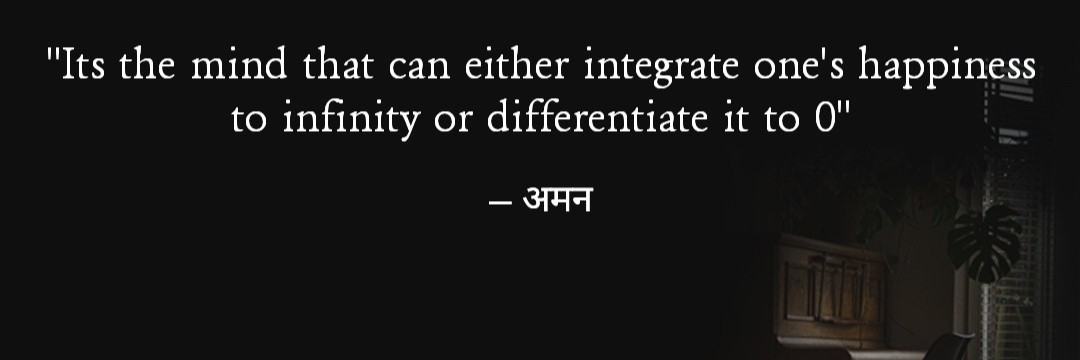 "Its the mind that can either integrate one's happiness
to infinity or differentiate it to 0"
– अमन